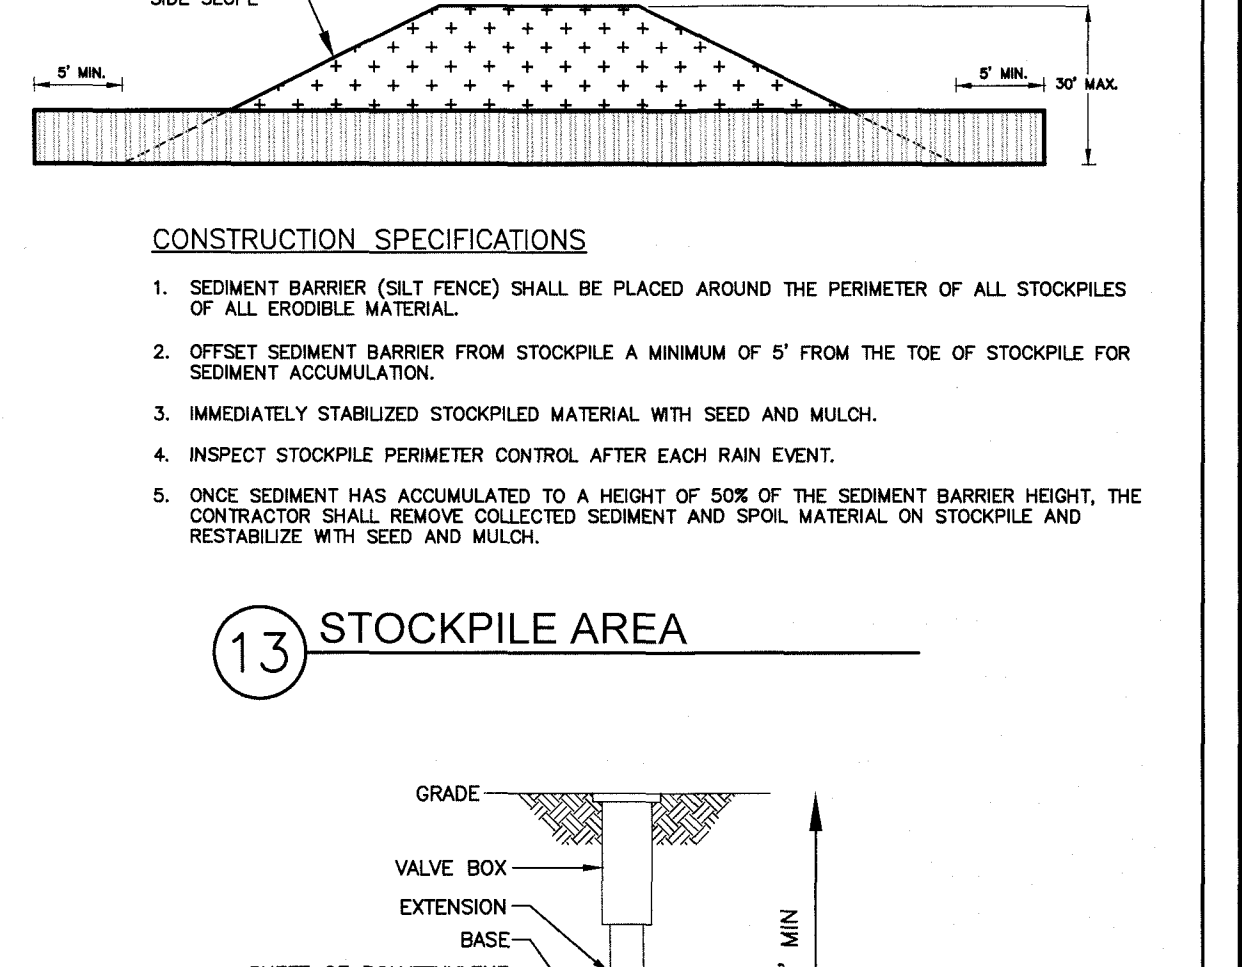 SIDE SLOPE
5' MIN.
5' MIN.
30' MAX.
CONSTRUCTION SPECIFICATIONS
1. SEDIMENT BARRIER (SILT FENCE) SHALL BE PLACED AROUND THE PERIMETER OF ALL STOCKPILES
OF ALL ERODIBLE MATERIAL.
2. OFFSET SEDIMENT BARRIER FROM STOCKPILE A MINIMUM OF 5' FROM THE TOE OF STOCKPILE FOR
SEDIMENT ACCUMULATION.
3. IMMEDIATELY STABILIZED STOCKPILED MATERIAL WITH SEED AND MULCH.
4. INSPECT STOCKPILE PERIMETER CONTROL AFTER EACH RAIN EVENT.
5. ONCE SEDIMENT HAS ACCUMULATED TO A HEIGHT OF 50% OF THE SEDIMENT BARRIER HEIGHT, THE
CONTRACTOR SHALL REMOVE COLLECTED SEDIMENT AND SPOIL MATERIAL ON STOCKPILE AND
RESTABILIZE WITH SEED AND MULCH.
13 STOCKPILE AREA
GRADE
VALVE BOX
EXTENSION
BASE
MIN